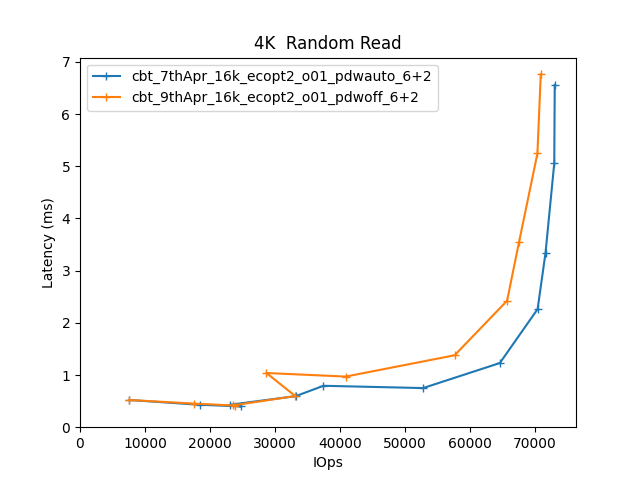 4K  Random Read
cbt_7thApr_16k_ecopt2_o01_pdwauto_6+2
cbt_9thApr_16k_ecopt2_o01_pdwoff_6+2
7
6
5
4
3
2
1
0
Latency (ms)
0 10000 20000 30000 40000 50000 60000 70000
IOps